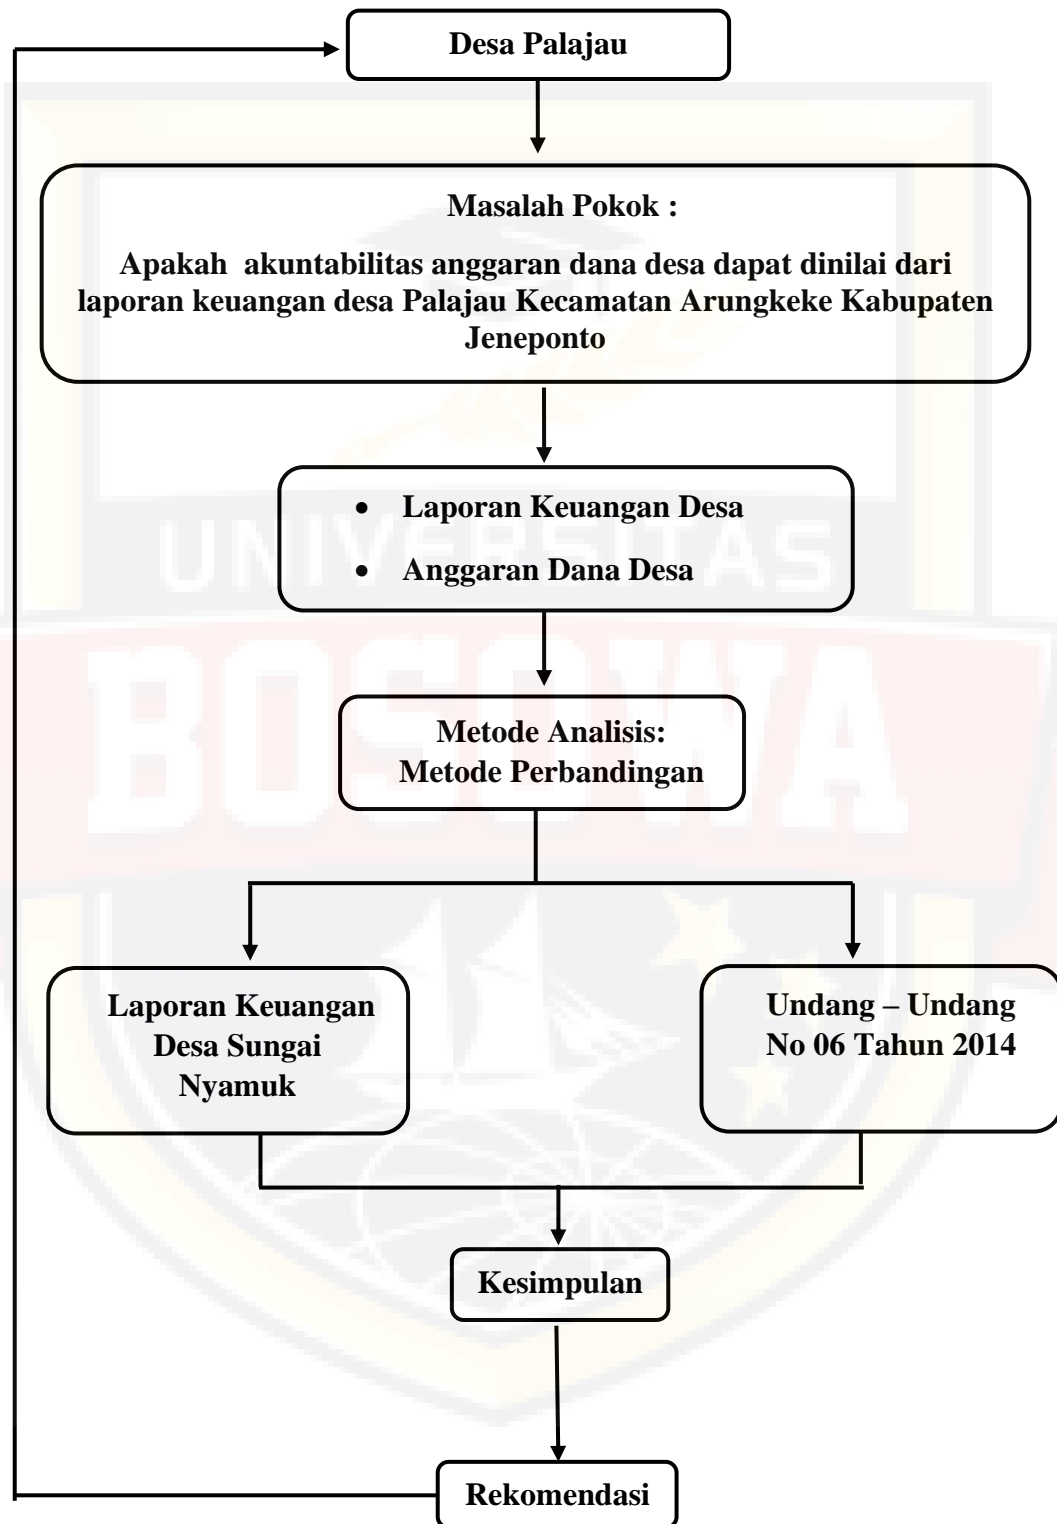 Desa Palajau
Masalah Pokok :
Apakah akuntabilitas anggaran dana desa dapat dinilai dari
laporan keuangan desa Palajau Kecamatan Arungkeke Kabupaten
Jeneponto
• Laporan Keuangan Desa
• Anggaran Dana Desa
UNIVERSITAS
BOSOWA
Metode Analisis:
Metode Perbandingan
Laporan Keuangan
Desa Sungai
Nyamuk
Undang – Undang
No 06 Tahun 2014
Kesimpulan
Rekomendasi